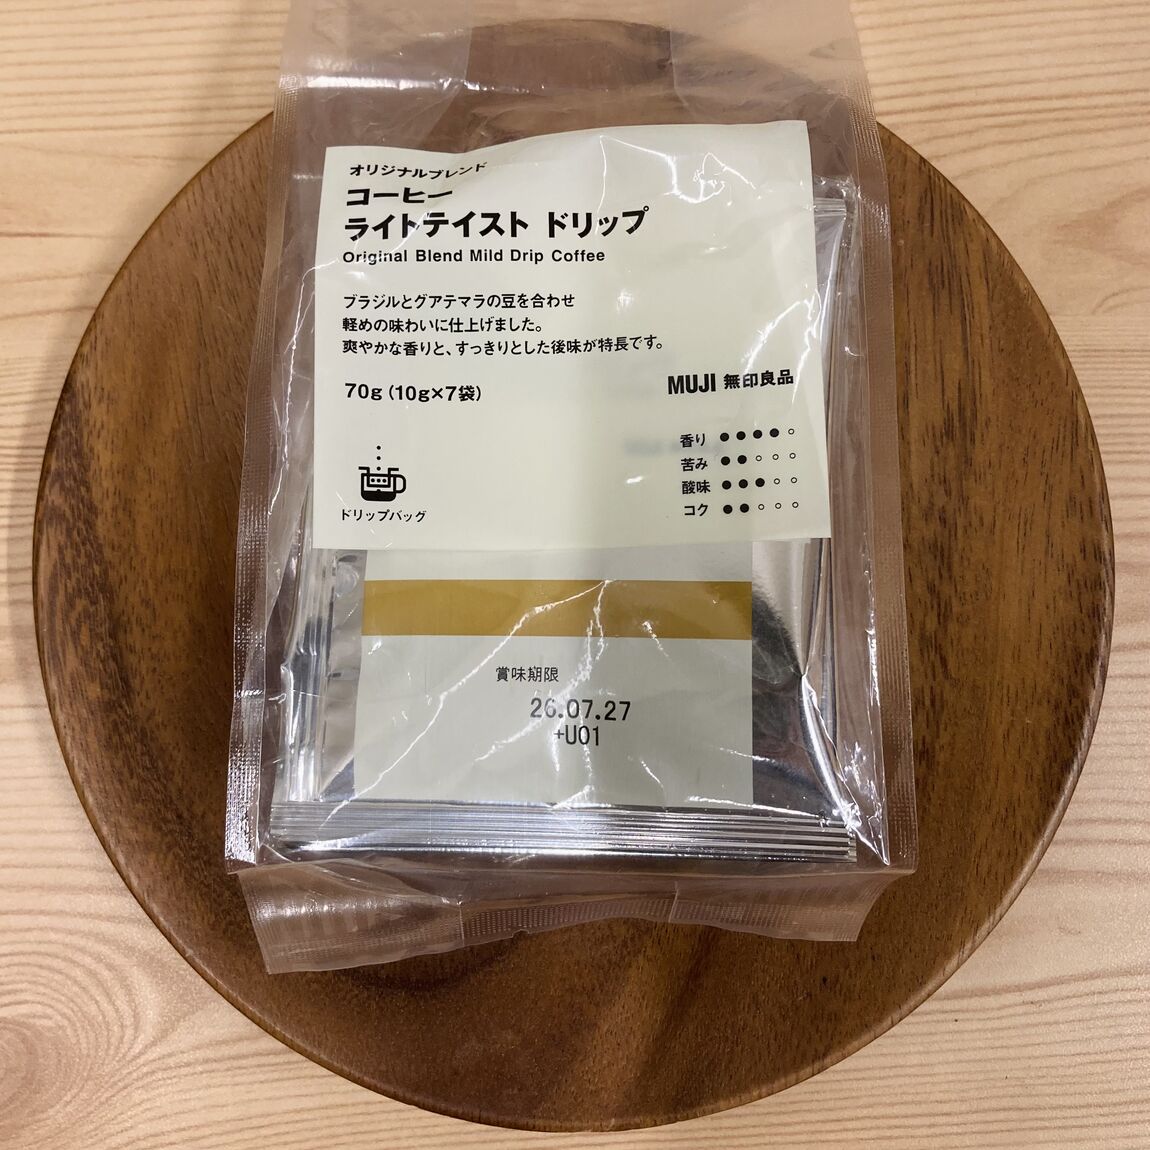 オリジナルブレンド
コーヒー
ライトテイスト ドリップ
Original Blend Mild Drip Coffee
ブラジルとグアテマラの豆を合わせ
軽めの味わいに仕上げました。
爽やかな香りと、すっきりとした後味が特長です。
70g（10g×7袋）
MUJI 無印良品
香り ●●●●○
苦み ●●○○○
酸味 ●●●○○
コク ●●○○○
ドリップバッグ
賞味期限
26.07.27
+U01